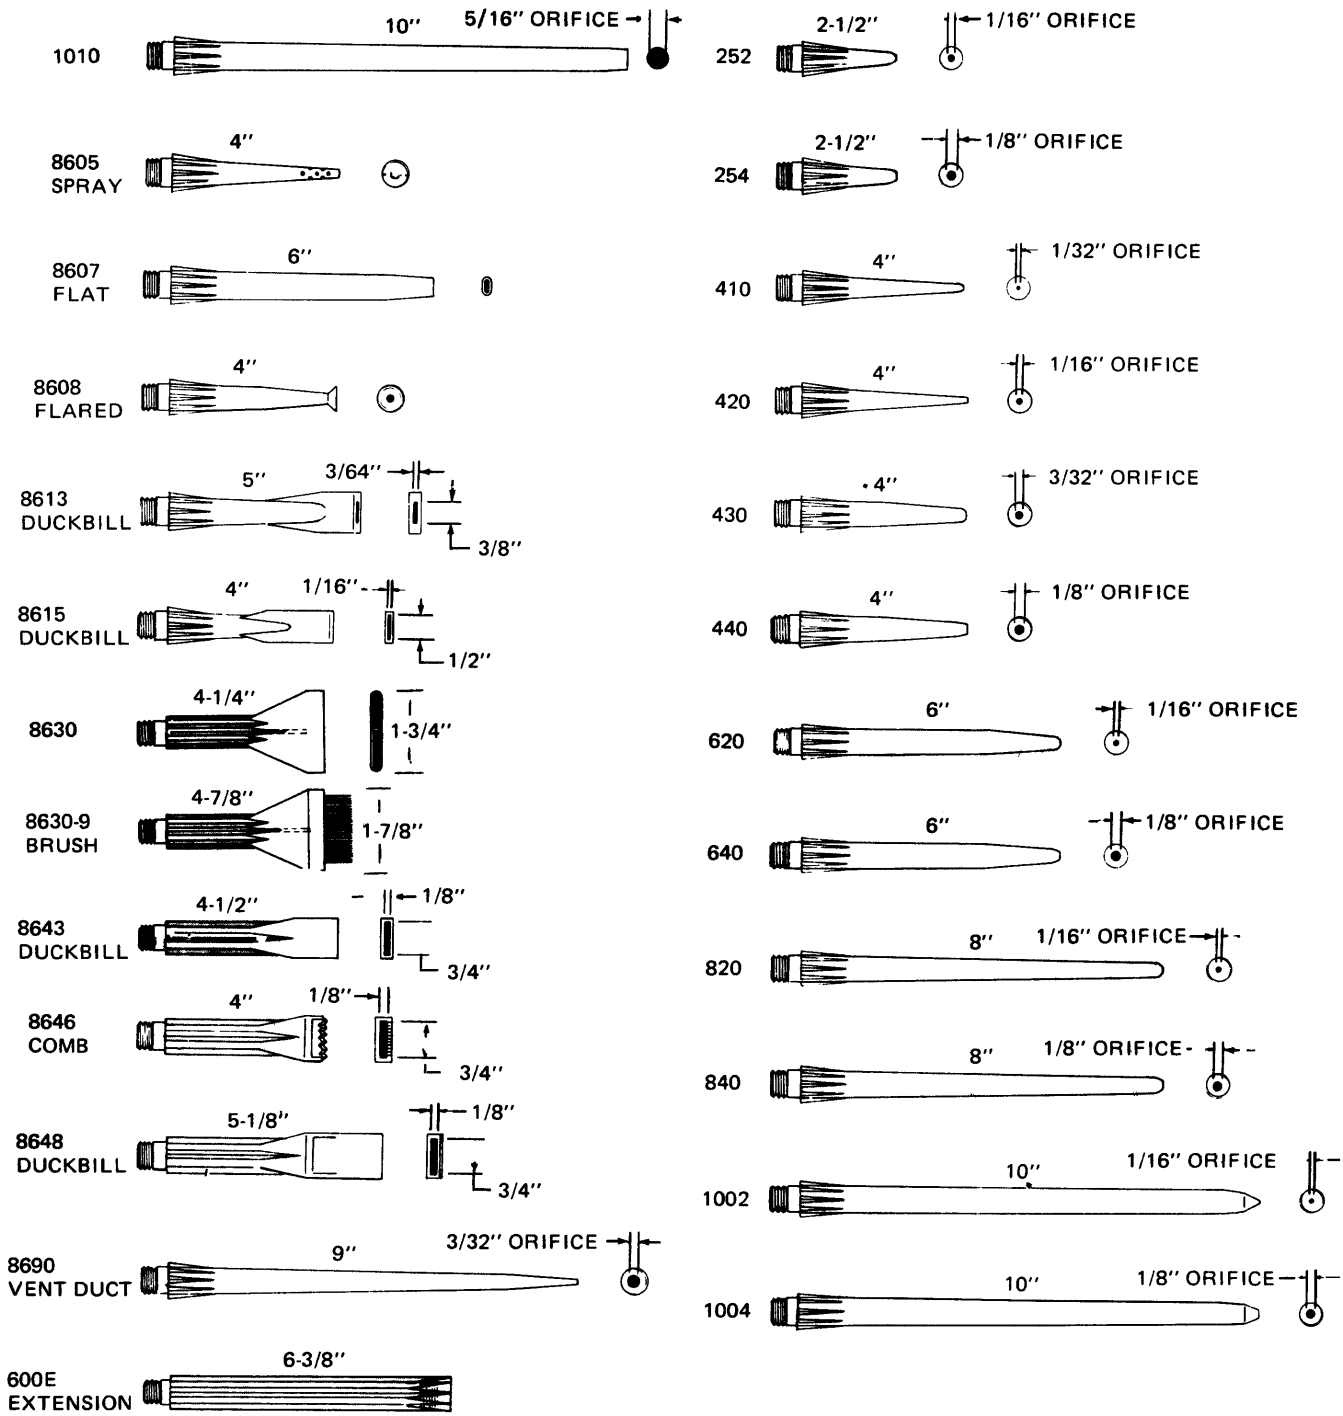 10''
5/16'' ORIFICE
1010
4''
8605
SPRAY
6''
8607
FLAT
4''
8608
FLARED
5''
3/64''
8613
DUCKBILL
3/8''
4''
1/16''
8615
DUCKBILL
1/2''
4-1/4''
8630
1-3/4''
4-7/8''
8630-9
BRUSH
1-7/8''
4-1/2''
1/8''
8643
DUCKBILL
3/4''
4''
1/8''
8646
COMB
3/4''
5-1/8''
1/8''
8648
DUCKBILL
3/4''
9''
3/32'' ORIFICE
8690
VENT DUCT
6-3/8''
600E
EXTENSION
2-1/2''
1/16'' ORIFICE
252
2-1/2''
1/8'' ORIFICE
254
4''
1/32'' ORIFICE
410
4''
1/16'' ORIFICE
420
4''
3/32'' ORIFICE
430
4''
1/8'' ORIFICE
440
6''
1/16'' ORIFICE
620
6''
1/8'' ORIFICE
640
8''
1/16'' ORIFICE
820
8''
1/8'' ORIFICE
840
10''
1/16'' ORIFICE
1002
10''
1/8'' ORIFICE
1004